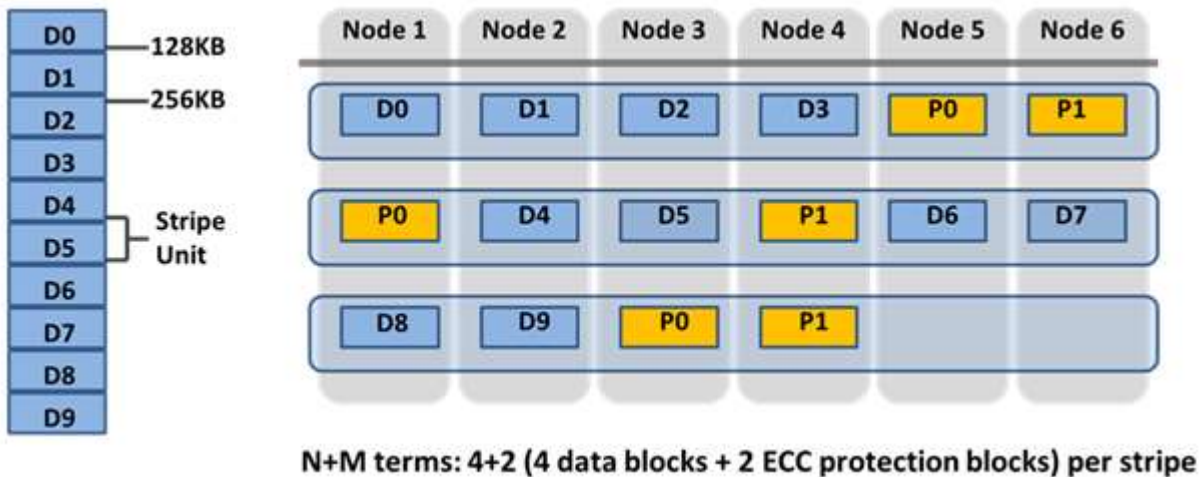 D0
128KB
D1
256KB
D2
D3
D4
Stripe
D5
Unit
D6
D7
D8
D9
Node 1 Node 2 Node 3 Node 4 Node 5 Node 6
D0 D1 D2 D3 P0 P1
P0 D4 D5 P1 D6 D7
D8 D9 P0 P1
N+M terms: 4+2 (4 data blocks + 2 ECC protection blocks) per stripe